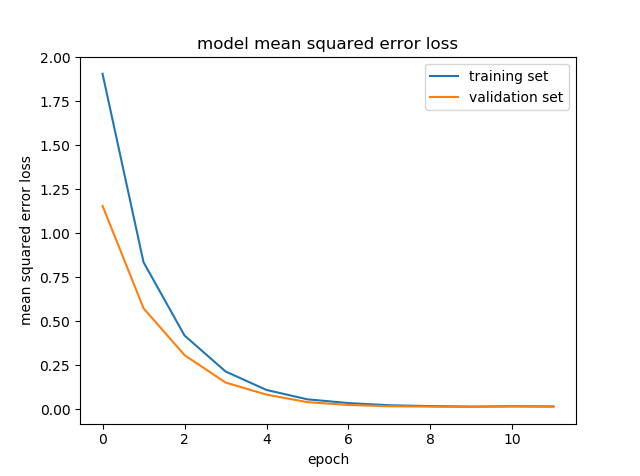 model mean squared error loss
2.00
1.75
1.50
1.25
1.00
0.75
0.50
0.25
0.00
mean squared error loss
training set
validation set
0 2 4 6 8 10
epoch